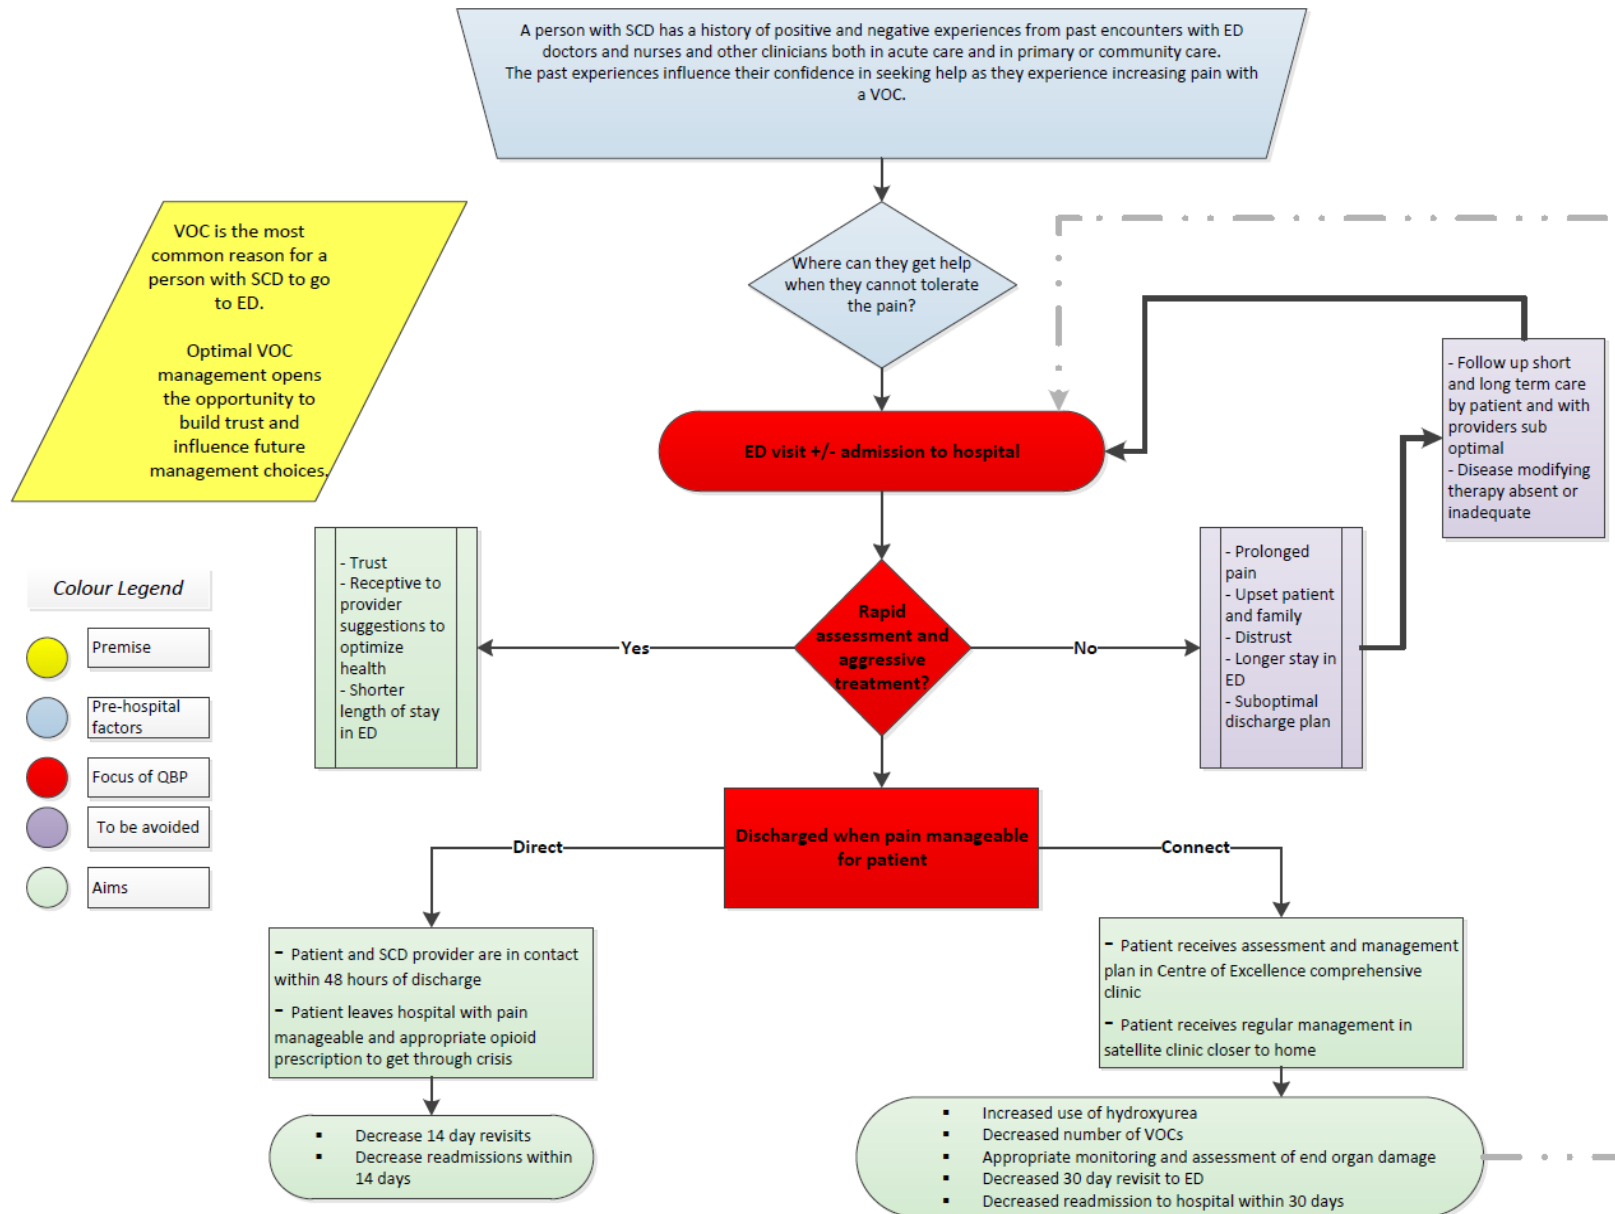 A person with SCD has a history of positive and negative experiences from past encounters with ED
doctors and nurses and other clinicians both in acute care and in primary or community care.
The past experiences influence their confidence in seeking help as they experience increasing pain with
a VOC.
VOC is the most
common reason for a
person with SCD to go
to ED.
Optimal VOC
management opens
the opportunity to
build trust and
influence future
management choices.
Where can they get help
when they cannot tolerate
the pain?
- Follow up short
and long term care
by patient and with
providers sub
optimal
- Disease modifying
therapy absent or
inadequate
ED visit +/- admission to hospital
- Trust
- Receptive to
provider
suggestions to
optimize
health
- Shorter
length of stay
in ED
Yes
Rapid
assessment and
aggressive
treatment?
No
- Prolonged
pain
- Upset patient
and family
- Distrust
- Longer stay in
ED
- Suboptimal
discharge plan
Colour Legend
Premise
Pre-hospital
factors
Focus of QBP
To be avoided
Aims
Discharged when pain manageable
for patient
Direct
Connect
- Patient and SCD provider are in contact
within 48 hours of discharge
- Patient leaves hospital with pain
manageable and appropriate opioid
prescription to get through crisis
- Patient receives assessment and management
plan in Centre of Excellence comprehensive
clinic
- Patient receives regular management in
satellite clinic closer to home
▪ Decrease 14 day revisits
▪ Decrease readmissions within
14 days
▪ Increased use of hydroxyurea
▪ Decreased number of VOCs
▪ Appropriate monitoring and assessment of end organ damage
▪ Decreased 30 day revisit to ED
▪ Decreased readmission to hospital within 30 days